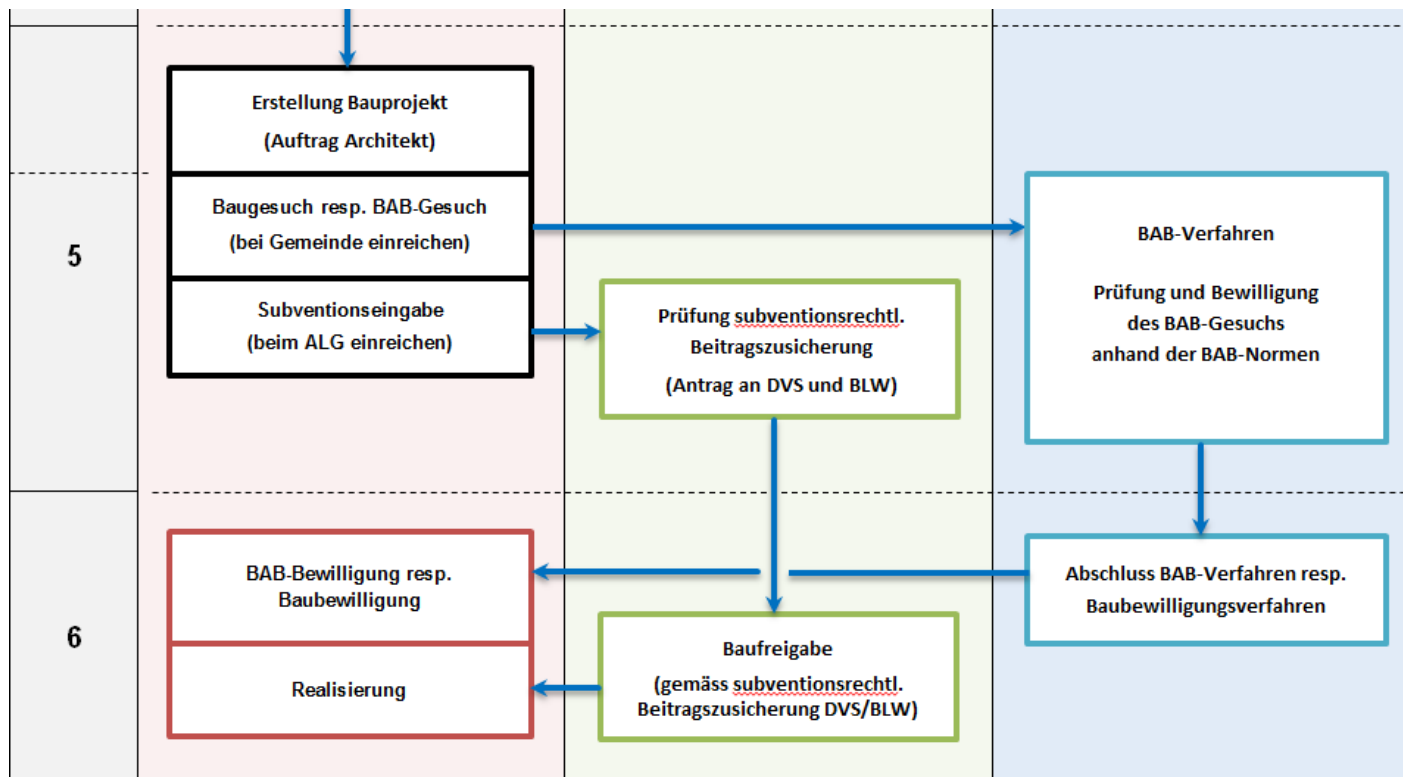 5
Erstellung Bauprojekt
(Auftrag Architekt)
Baugesuch resp. BAB-Gesuch
(bei Gemeinde einreichen)
Subventionseingabe
(beim ALG einreichen)
Prüfung subventionsrechtl.
Beitragszusicherung
(Antrag an DVS und BLW)
BAB-Verfahren
Prüfung und Bewilligung
des BAB-Gesuchs
anhand der BAB-Normen
6
BAB-Bewilligung resp.
Baubewilligung
Realisierung
Baufreigabe
(gemäss subventionsrechtl.
Beitragszusicherung DVS/BLW)
Abschluss BAB-Verfahren resp.
Baubewilligungsverfahren